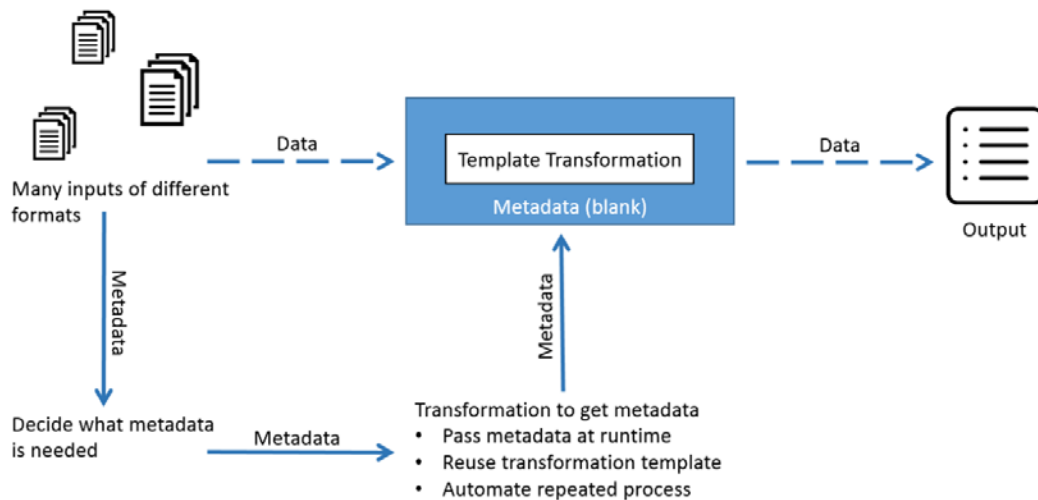 Data
Template Transformation
Metadata (blank)
Data
Output
Many inputs of different
formats
Metadata
Metadata
Decide what metadata
is needed
Metadata
Transformation to get metadata
• Pass metadata at runtime
• Reuse transformation template
• Automate repeated process